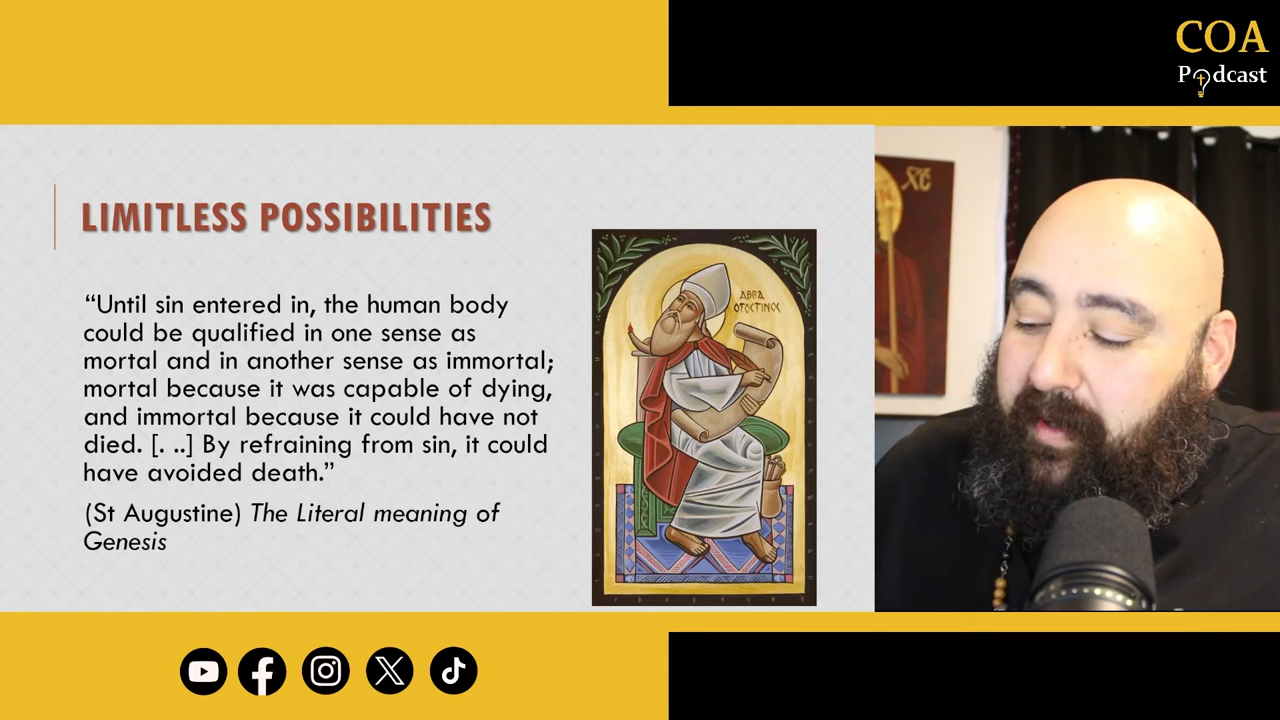 COA
Podcast
LIMITLESS POSSIBILITIES
“Until sin entered in, the human body
could be qualified in one sense as
mortal and in another sense as immortal;
mortal because it was capable of dying,
and immortal because it could have not
died. [. ..] By refraining from sin, it could
have avoided death.”
(St Augustine) The Literal meaning of
Genesis
ⲀⲂⲂⲀ